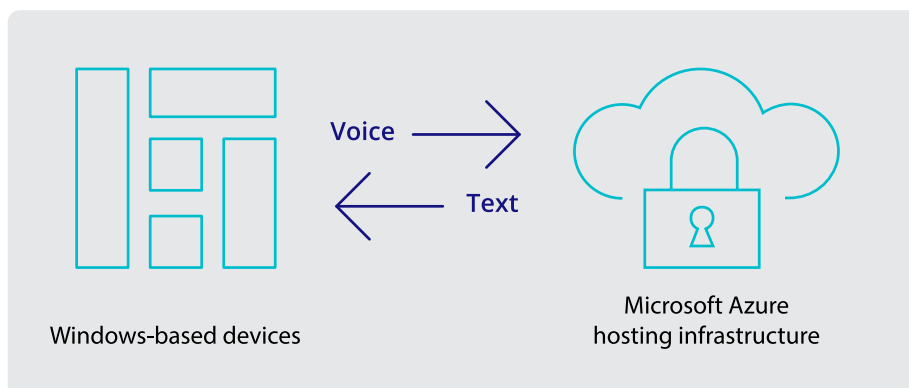 Voice
Text
Windows-based devices
Microsoft Azure
hosting infrastructure